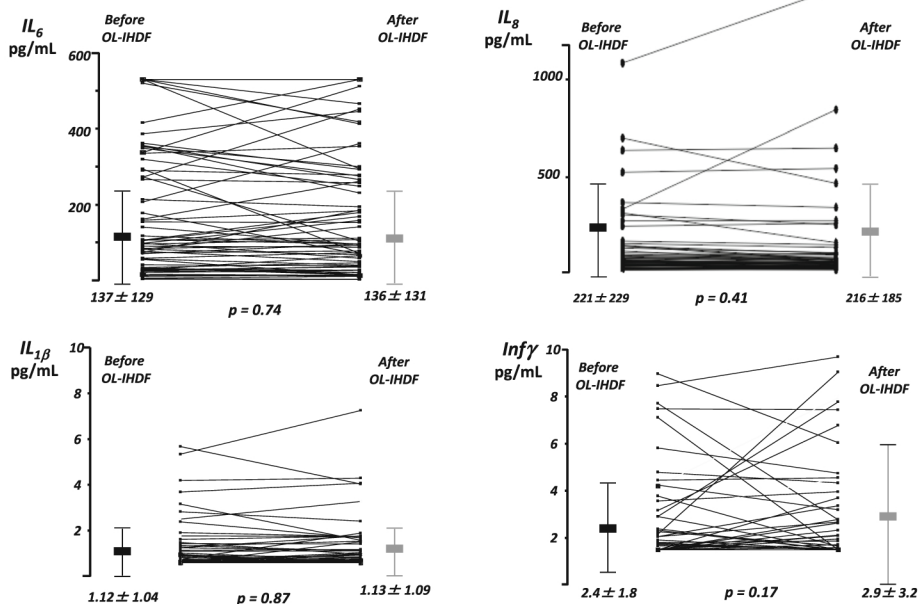 IL6
pg/mL
Before
OL-IHDF
After
OL-IHDF
600
400
200
137 ± 129
p = 0.74
136 ± 131
IL8
pg/mL
Before
OL-IHDF
After
OL-IHDF
1000
500
221 ± 229
p = 0.41
216 ± 185
IL1β
pg/mL
Before
OL-IHDF
After
OL-IHDF
10
8
6
4
2
1.12 ± 1.04
p = 0.87
1.13 ± 1.09
Infγ
pg/mL
Before
OL-IHDF
After
OL-IHDF
10
8
6
4
2
2.4 ± 1.8
p = 0.17
2.9 ± 3.2